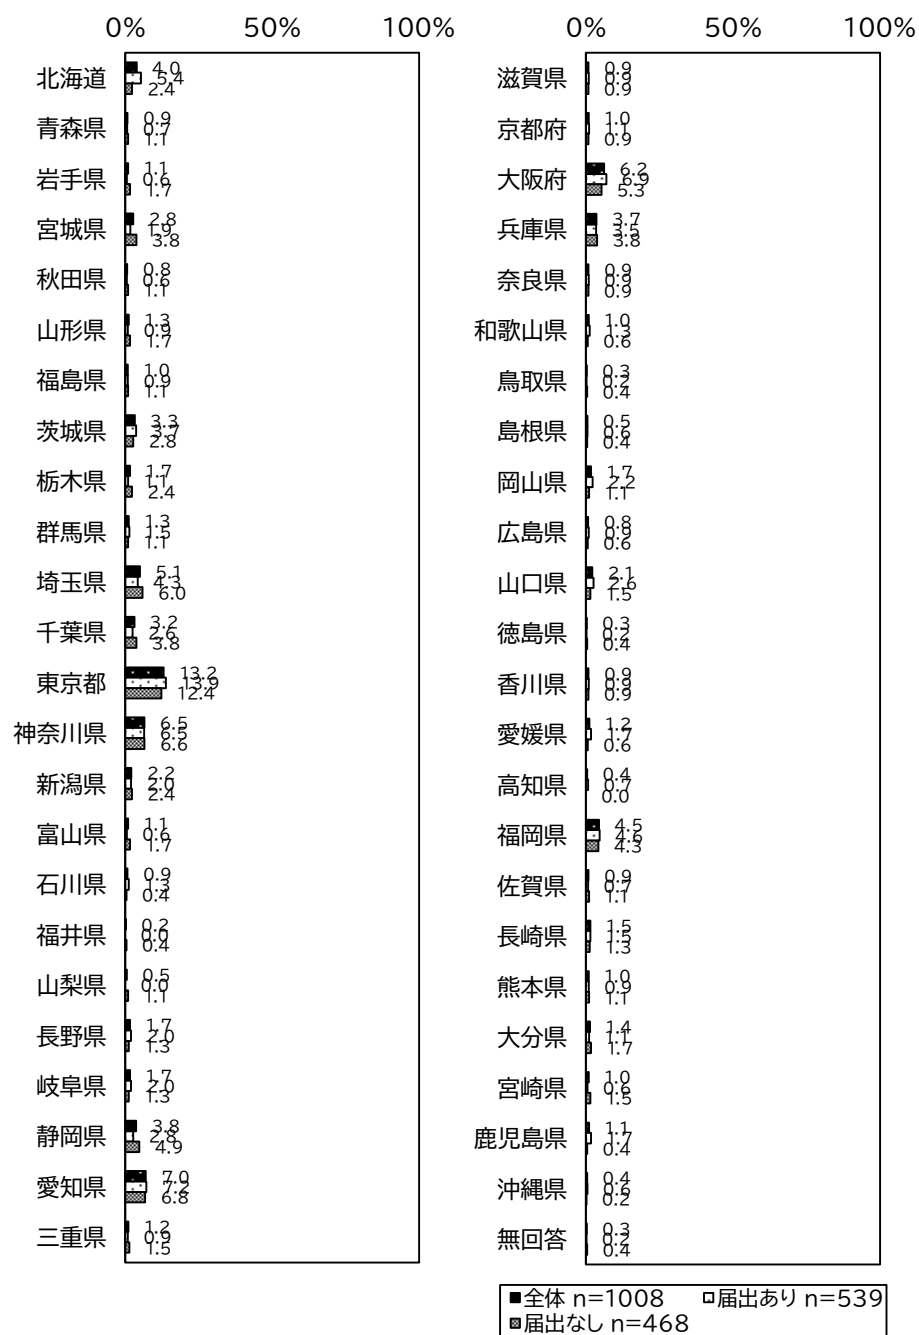 0% 50% 100%
北海道 4.0 5.4 2.4
青森県 0.9 0.7 1.1
岩手県 1.1 0.6 1.7
宮城県 2.8 1.9 3.8
秋田県 0.8 0.6 1.1
山形県 1.3 0.9 1.7
福島県 1.0 0.9 1.1
茨城県 3.3 3.7 2.8
栃木県 1.7 1.1 2.4
群馬県 1.3 1.5 1.1
埼玉県 5.1 4.3 6.0
千葉県 3.2 2.6 3.8
東京都 13.2 13.9 12.4
神奈川県 6.5 6.5 6.6
新潟県 2.2 2.0 2.4
富山県 1.1 0.6 1.7
石川県 0.9 1.3 0.4
福井県 0.2 0.0 0.4
山梨県 0.5 0.0 1.1
長野県 1.7 2.0 1.3
岐阜県 1.7 2.0 1.3
静岡県 3.8 2.8 4.9
愛知県 7.0 7.2 6.8
三重県 1.2 0.9 1.5
0% 50% 100%
滋賀県 0.9 0.9 0.9
京都府 1.0 1.1 0.9
大阪府 6.2 6.9 5.3
兵庫県 3.7 3.5 3.8
奈良県 0.9 0.9 0.9
和歌山県 1.0 1.3 0.6
鳥取県 0.3 0.2 0.4
島根県 0.5 0.6 0.4
岡山県 1.7 2.2 1.1
広島県 0.8 0.9 0.6
山口県 2.1 2.6 1.5
徳島県 0.3 0.2 0.4
香川県 0.9 0.9 0.9
愛媛県 1.2 1.7 0.6
高知県 0.4 0.7 0.0
福岡県 4.5 4.6 4.3
佐賀県 0.9 0.7 1.1
長崎県 1.5 1.5 1.3
熊本県 1.0 0.9 1.1
大分県 1.4 1.1 1.7
宮崎県 1.0 0.6 1.5
鹿児島県 1.1 1.7 0.4
沖縄県 0.4 0.6 0.2
無回答 0.3 0.2 0.4
全体 n=1008 届出あり n=539
届出なし n=468